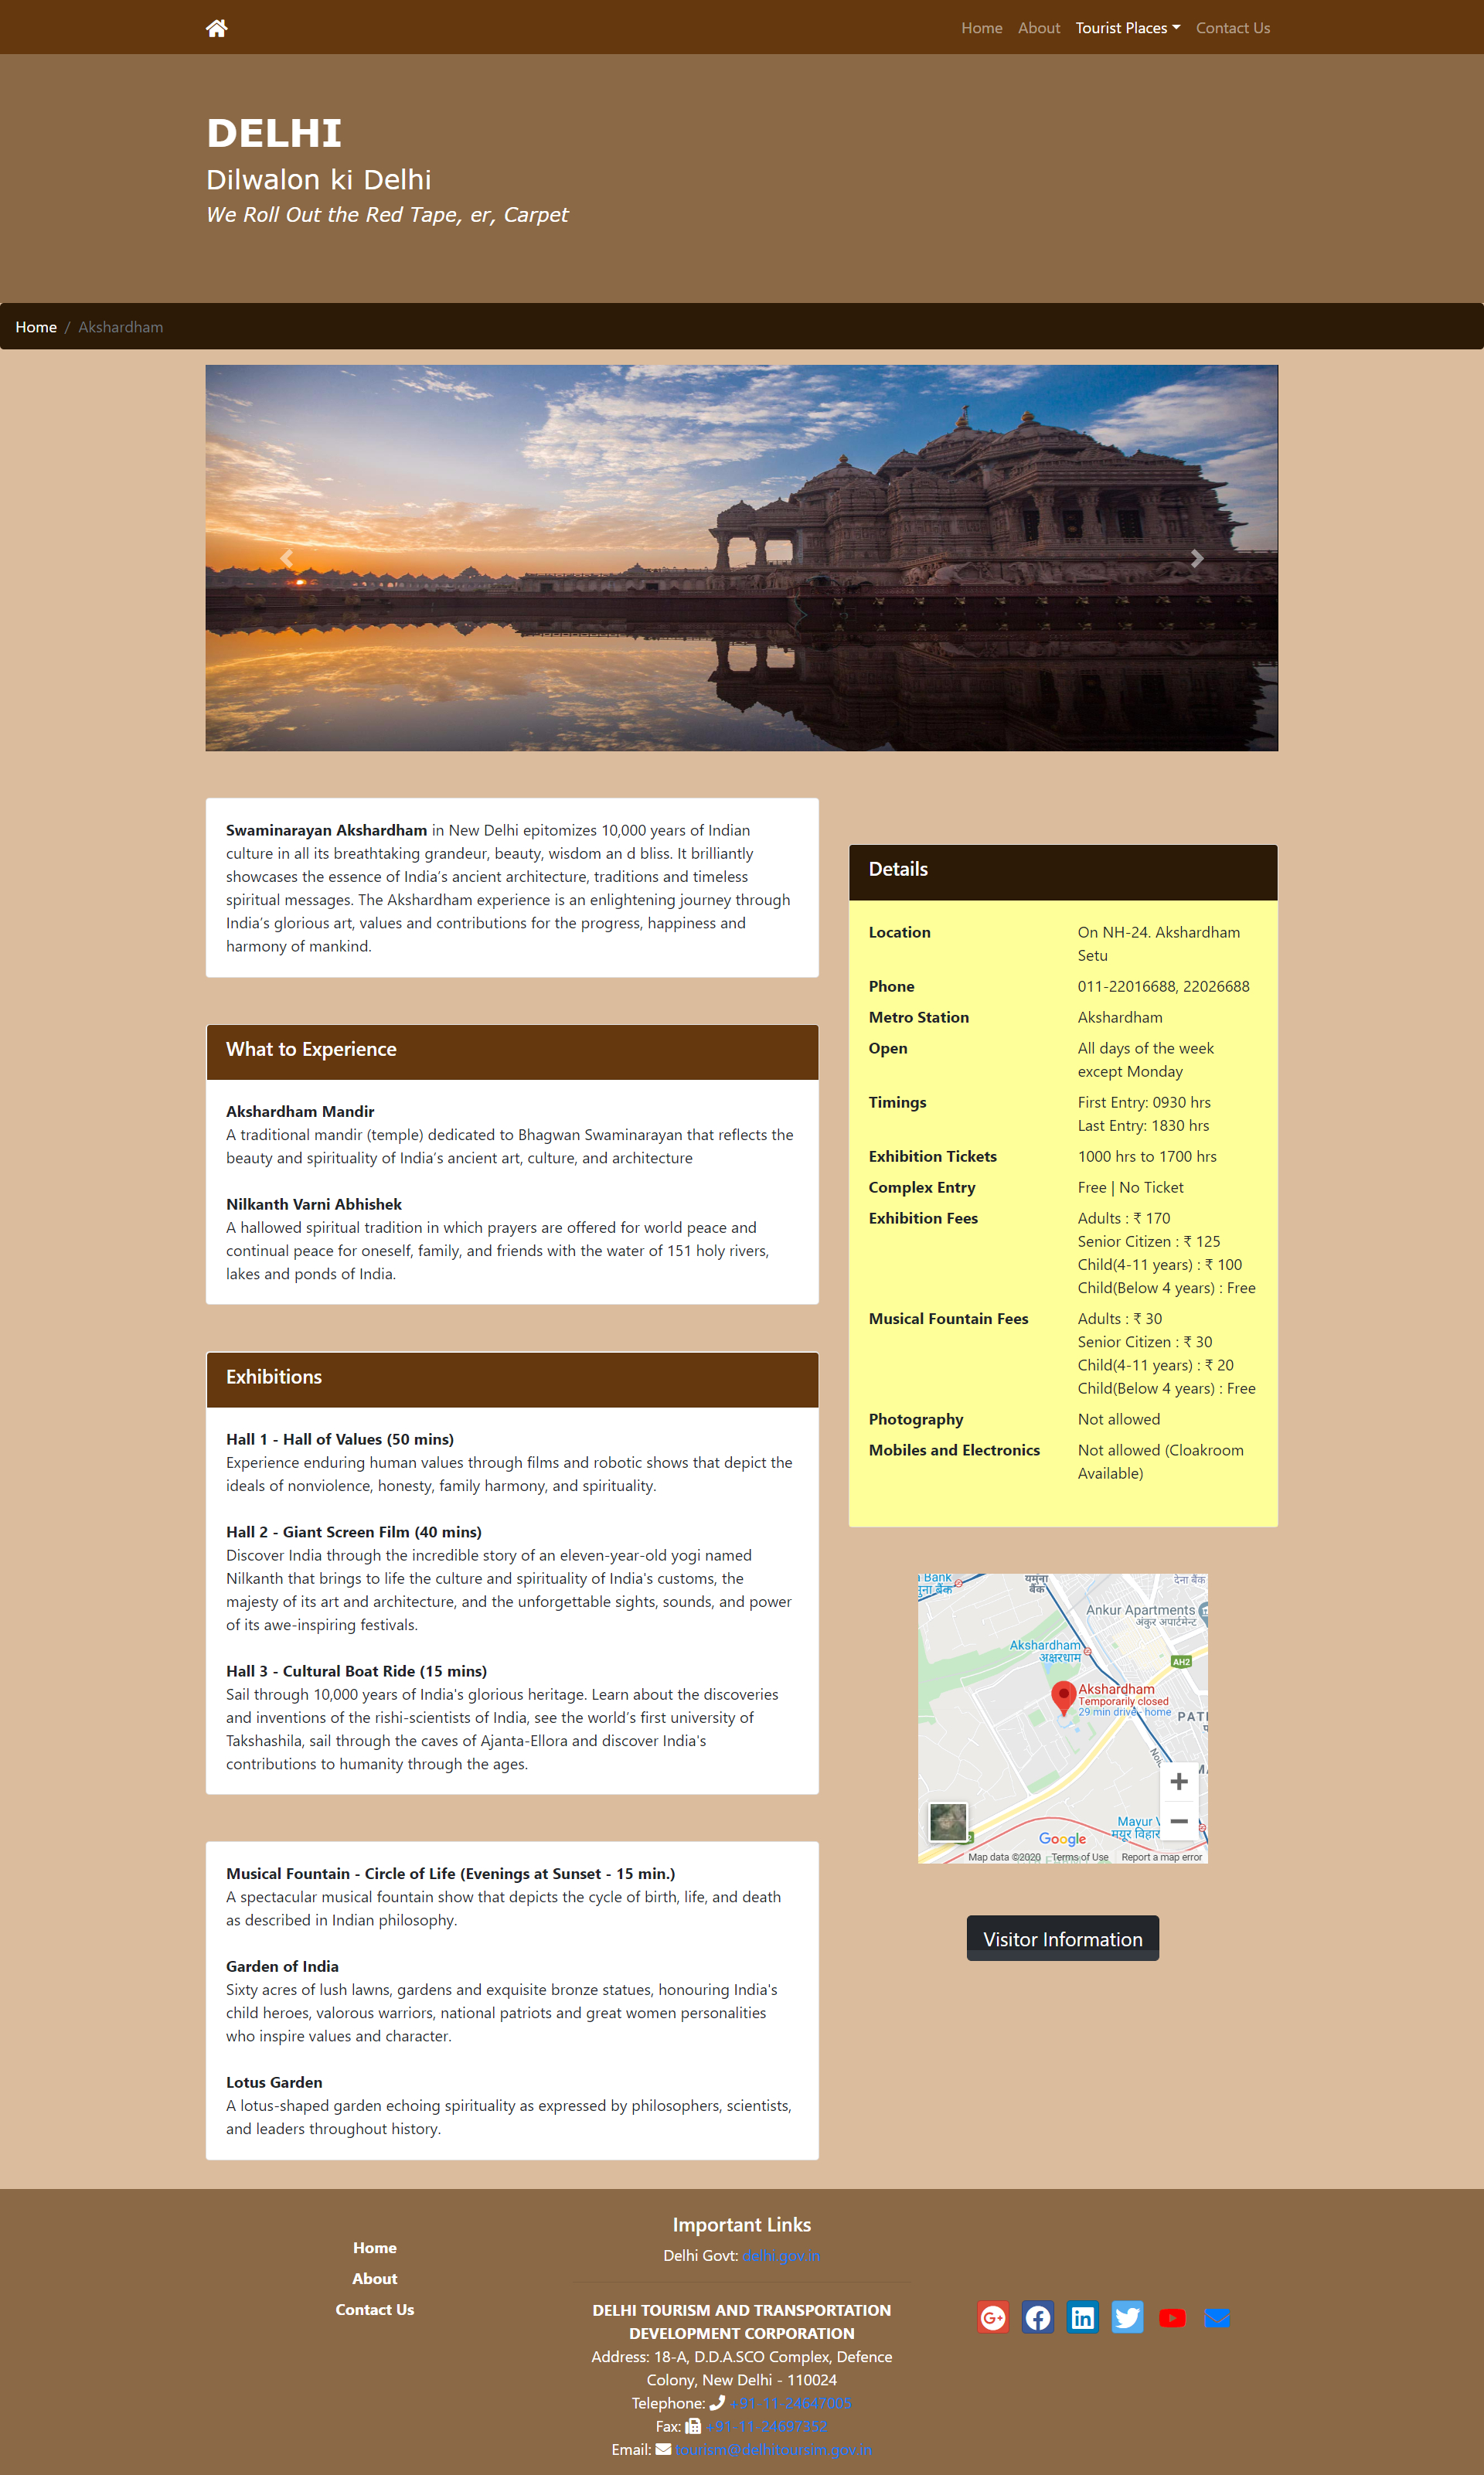 Home About Tourist Places Contact Us
DELHI
Dilwalon ki Delhi
We Roll Out the Red Tape, er, Carpet
Home / Akshardham
Swaminarayan Akshardham in New Delhi epitomizes 10,000 years of Indian
culture in all its breathtaking grandeur, beauty, wisdom an d bliss. It brilliantly
showcases the essence of India's ancient architecture, traditions and timeless
spiritual messages. The Akshardham experience is an enlightening journey through
India's glorious art, values and contributions for the progress, happiness and
harmony of mankind.
What to Experience
Akshardham Mandir
A traditional mandir (temple) dedicated to Bhagwan Swaminarayan that reflects the
beauty and spirituality of India's ancient art, culture, and architecture
Nilkanth Varni Abhishek
A hallowed spiritual tradition in which prayers are offered for world peace and
continual peace for oneself, family, and friends with the water of 151 holy rivers,
lakes and ponds of India.
Exhibitions
Hall 1 - Hall of Values (50 mins)
Experience enduring human values through films and robotic shows that depict the
ideals of nonviolence, honesty, family harmony, and spirituality.
Hall 2 - Giant Screen Film (40 mins)
Discover India through the incredible story of an eleven-year-old yogi named
Nilkanth that brings to life the culture and spirituality of India's customs, the
majesty of its art and architecture, and the unforgettable sights, sounds, and power
of its awe-inspiring festivals.
Hall 3 - Cultural Boat Ride (15 mins)
Sail through 10,000 years of India's glorious heritage. Learn about the discoveries
and inventions of the rishi-scientists of India, see the world's first university of
Takshashila, sail through the caves of Ajanta-Ellora and discover India's
contributions to humanity through the ages.
Musical Fountain - Circle of Life (Evenings at Sunset - 15 min.)
A spectacular musical fountain show that depicts the cycle of birth, life, and death
as described in Indian philosophy.
Garden of India
Sixty acres of lush lawns, gardens and exquisite bronze statues, honouring India's
child heroes, valorous warriors, national patriots and great women personalities
who inspire values and character.
Lotus Garden
A lotus-shaped garden echoing spirituality as expressed by philosophers, scientists,
and leaders throughout history.
Details
Location On NH-24. Akshardham
Setu
Phone 011-22016688, 22026688
Metro Station Akshardham
Open All days of the week
except Monday
Timings First Entry: 0930 hrs
Last Entry: 1830 hrs
Exhibition Tickets 1000 hrs to 1700 hrs
Complex Entry Free | No Ticket
Exhibition Fees Adults : ₹ 170
Senior Citizen : ₹ 125
Child(4-11 years) : ₹ 100
Child(Below 4 years) : Free
Musical Fountain Fees Adults : ₹ 30
Senior Citizen : ₹ 30
Child(4-11 years) : ₹ 20
Child(Below 4 years) : Free
Photography Not allowed
Mobiles and Electronics Not allowed (Cloakroom
Available)
Bank
यमुना
बैंक
देना बैंक
Ankur Apartments
अंकुर अपार्टमेन्ट
Akshardham
अक्षरधाम
AH2
Akshardham
Temporarily closed
29 min drive - home
PAT
Mayur
मयूर विहार
Google
Map data ©2020 Terms of Use Report a map error
Visitor Information
Home
About
Contact Us
Important Links
Delhi Govt: delhi.gov.in
DELHI TOURISM AND TRANSPORTATION
DEVELOPMENT CORPORATION
Address: 18-A, D.D.A.SCO Complex, Defence
Colony, New Delhi - 110024
Telephone: +91-11-24647005
Fax: +91-11-24697352
Email: tourism@delhitoursim.gov.in